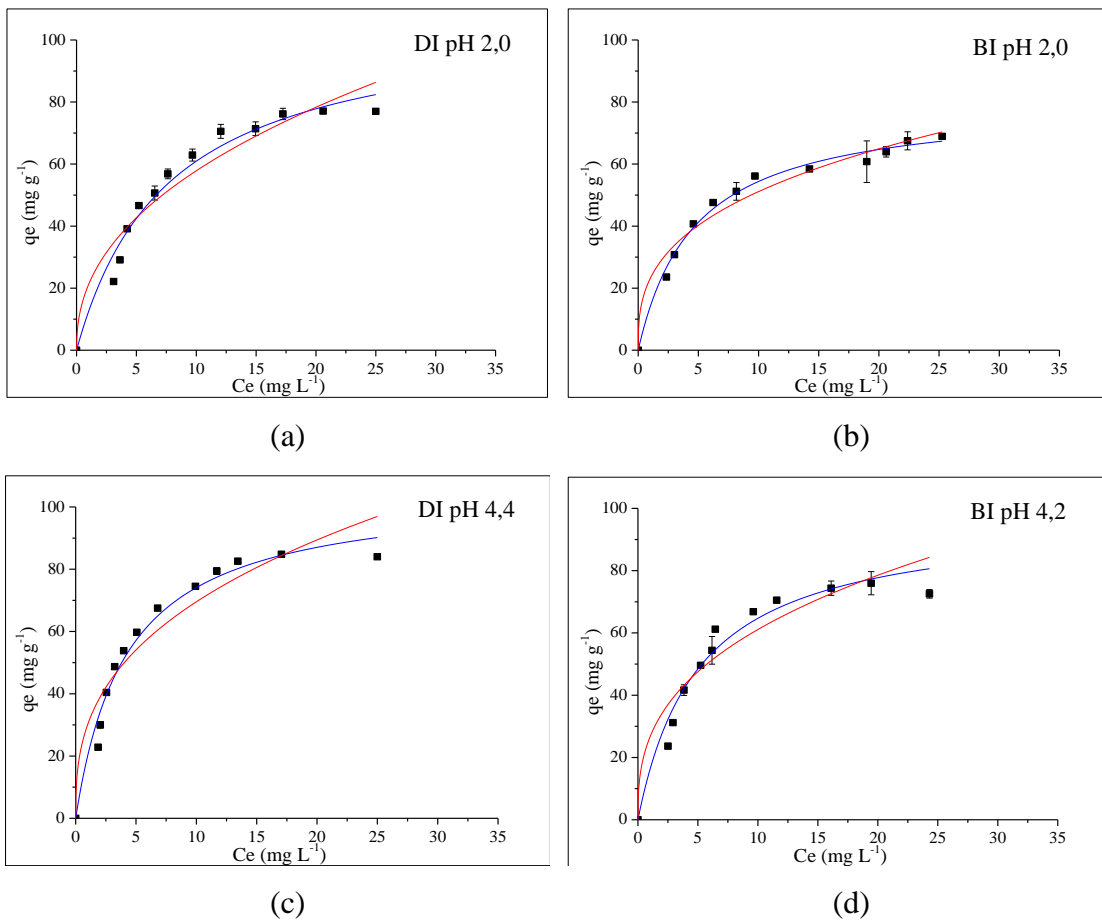 DI pH 2,0
100
80
60
40
20
0
qe (mg g-1)
0 5 10 15 20 25 30 35
Ce (mg L-1)
(a)
BI pH 2,0
100
80
60
40
20
0
qe (mg g-1)
0 5 10 15 20 25 30 35
Ce (mg L-1)
(b)
DI pH 4,4
100
80
60
40
20
0
qe (mg g-1)
0 5 10 15 20 25 30 35
Ce (mg L-1)
(c)
BI pH 4,2
100
80
60
40
20
0
qe (mg g-1)
0 5 10 15 20 25 30 35
Ce (mg L-1)
(d)